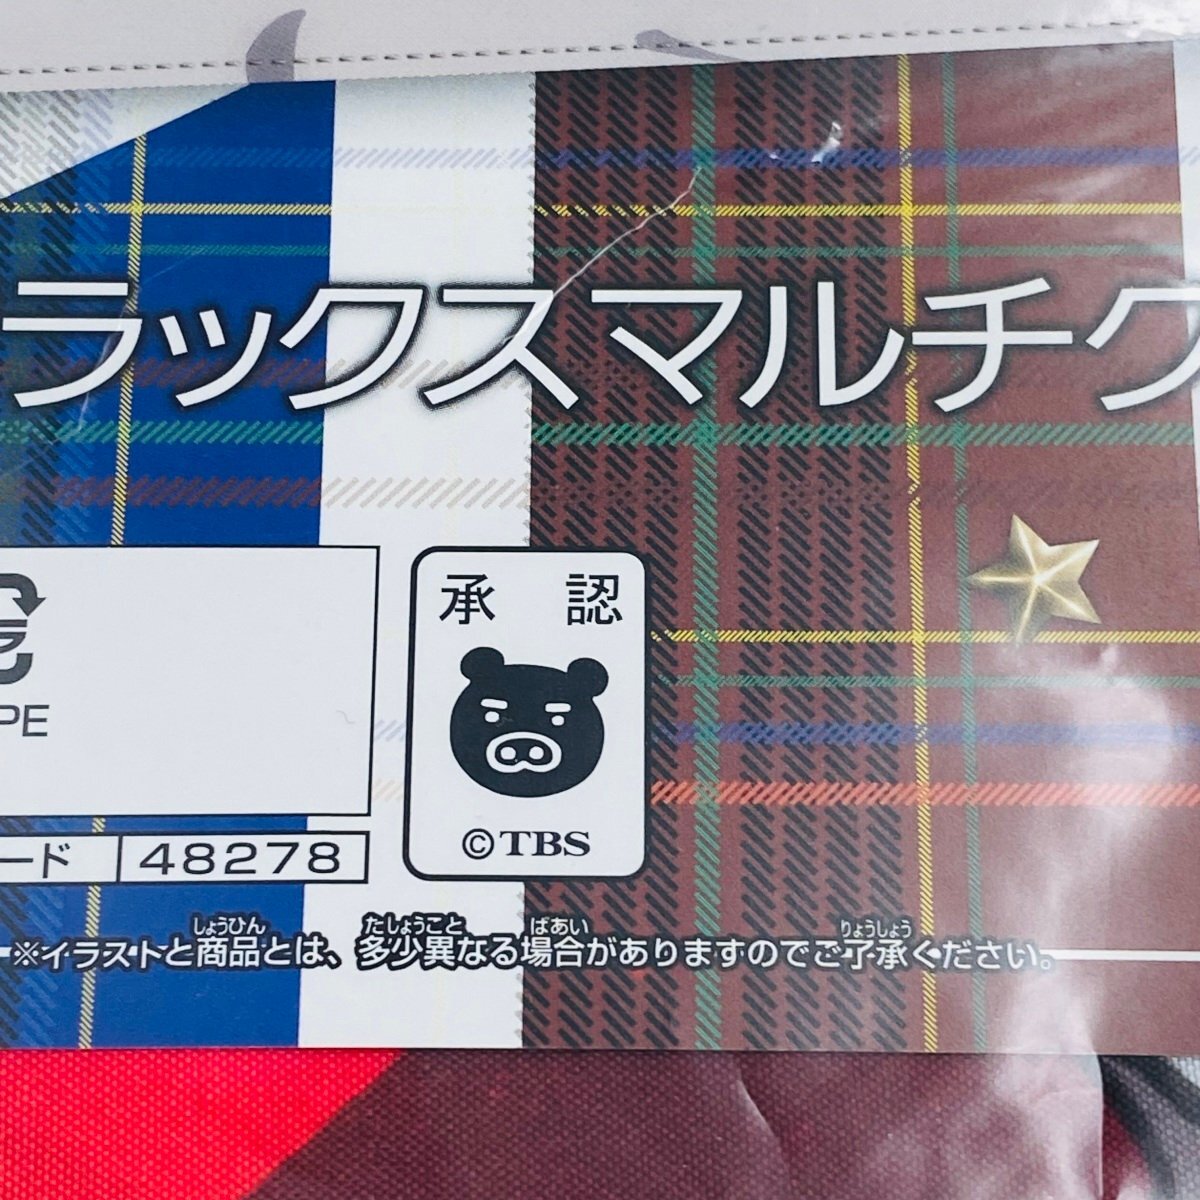 ラックスマルチク
承認
PE
©TBS
ード 48278
しょうひん たしょうこと ばあい りょうしょう
※イラストと商品とは、多少異なる場合がありますのでご了承ください。